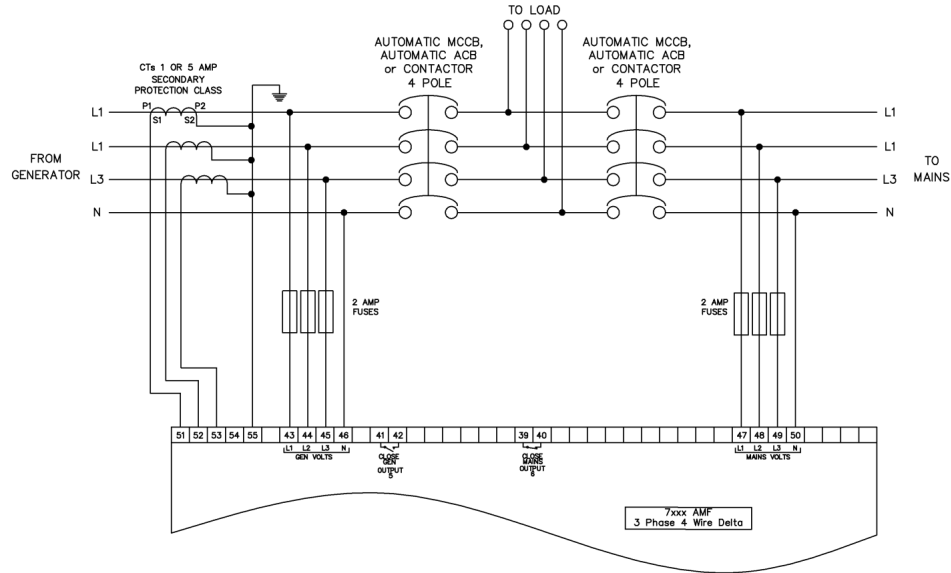 TO LOAD
AUTOMATIC MCCB,
AUTOMATIC ACB
or CONTACTOR
4 POLE
AUTOMATIC MCCB,
AUTOMATIC ACB
or CONTACTOR
4 POLE
CTs 1 OR 5 AMP
SECONDARY
PROTECTION CLASS
P1
P2
S1
S2
L1
L1
L3
N
FROM
GENERATOR
L1
L1
L3
N
TO
MAINS
2 AMP
FUSES
2 AMP
FUSES
51 52 53 54 55 43 44 45 46 41 42 39 40 47 48 49 50
L1 L2 L3 N
GEN VOLTS
CLOSE
GEN
OUTPUT
5
CLOSE
MAINS
OUTPUT
6
L1 L2 L3 N
MAINS VOLTS
7xxx AMF
3 Phase 4 Wire Delta